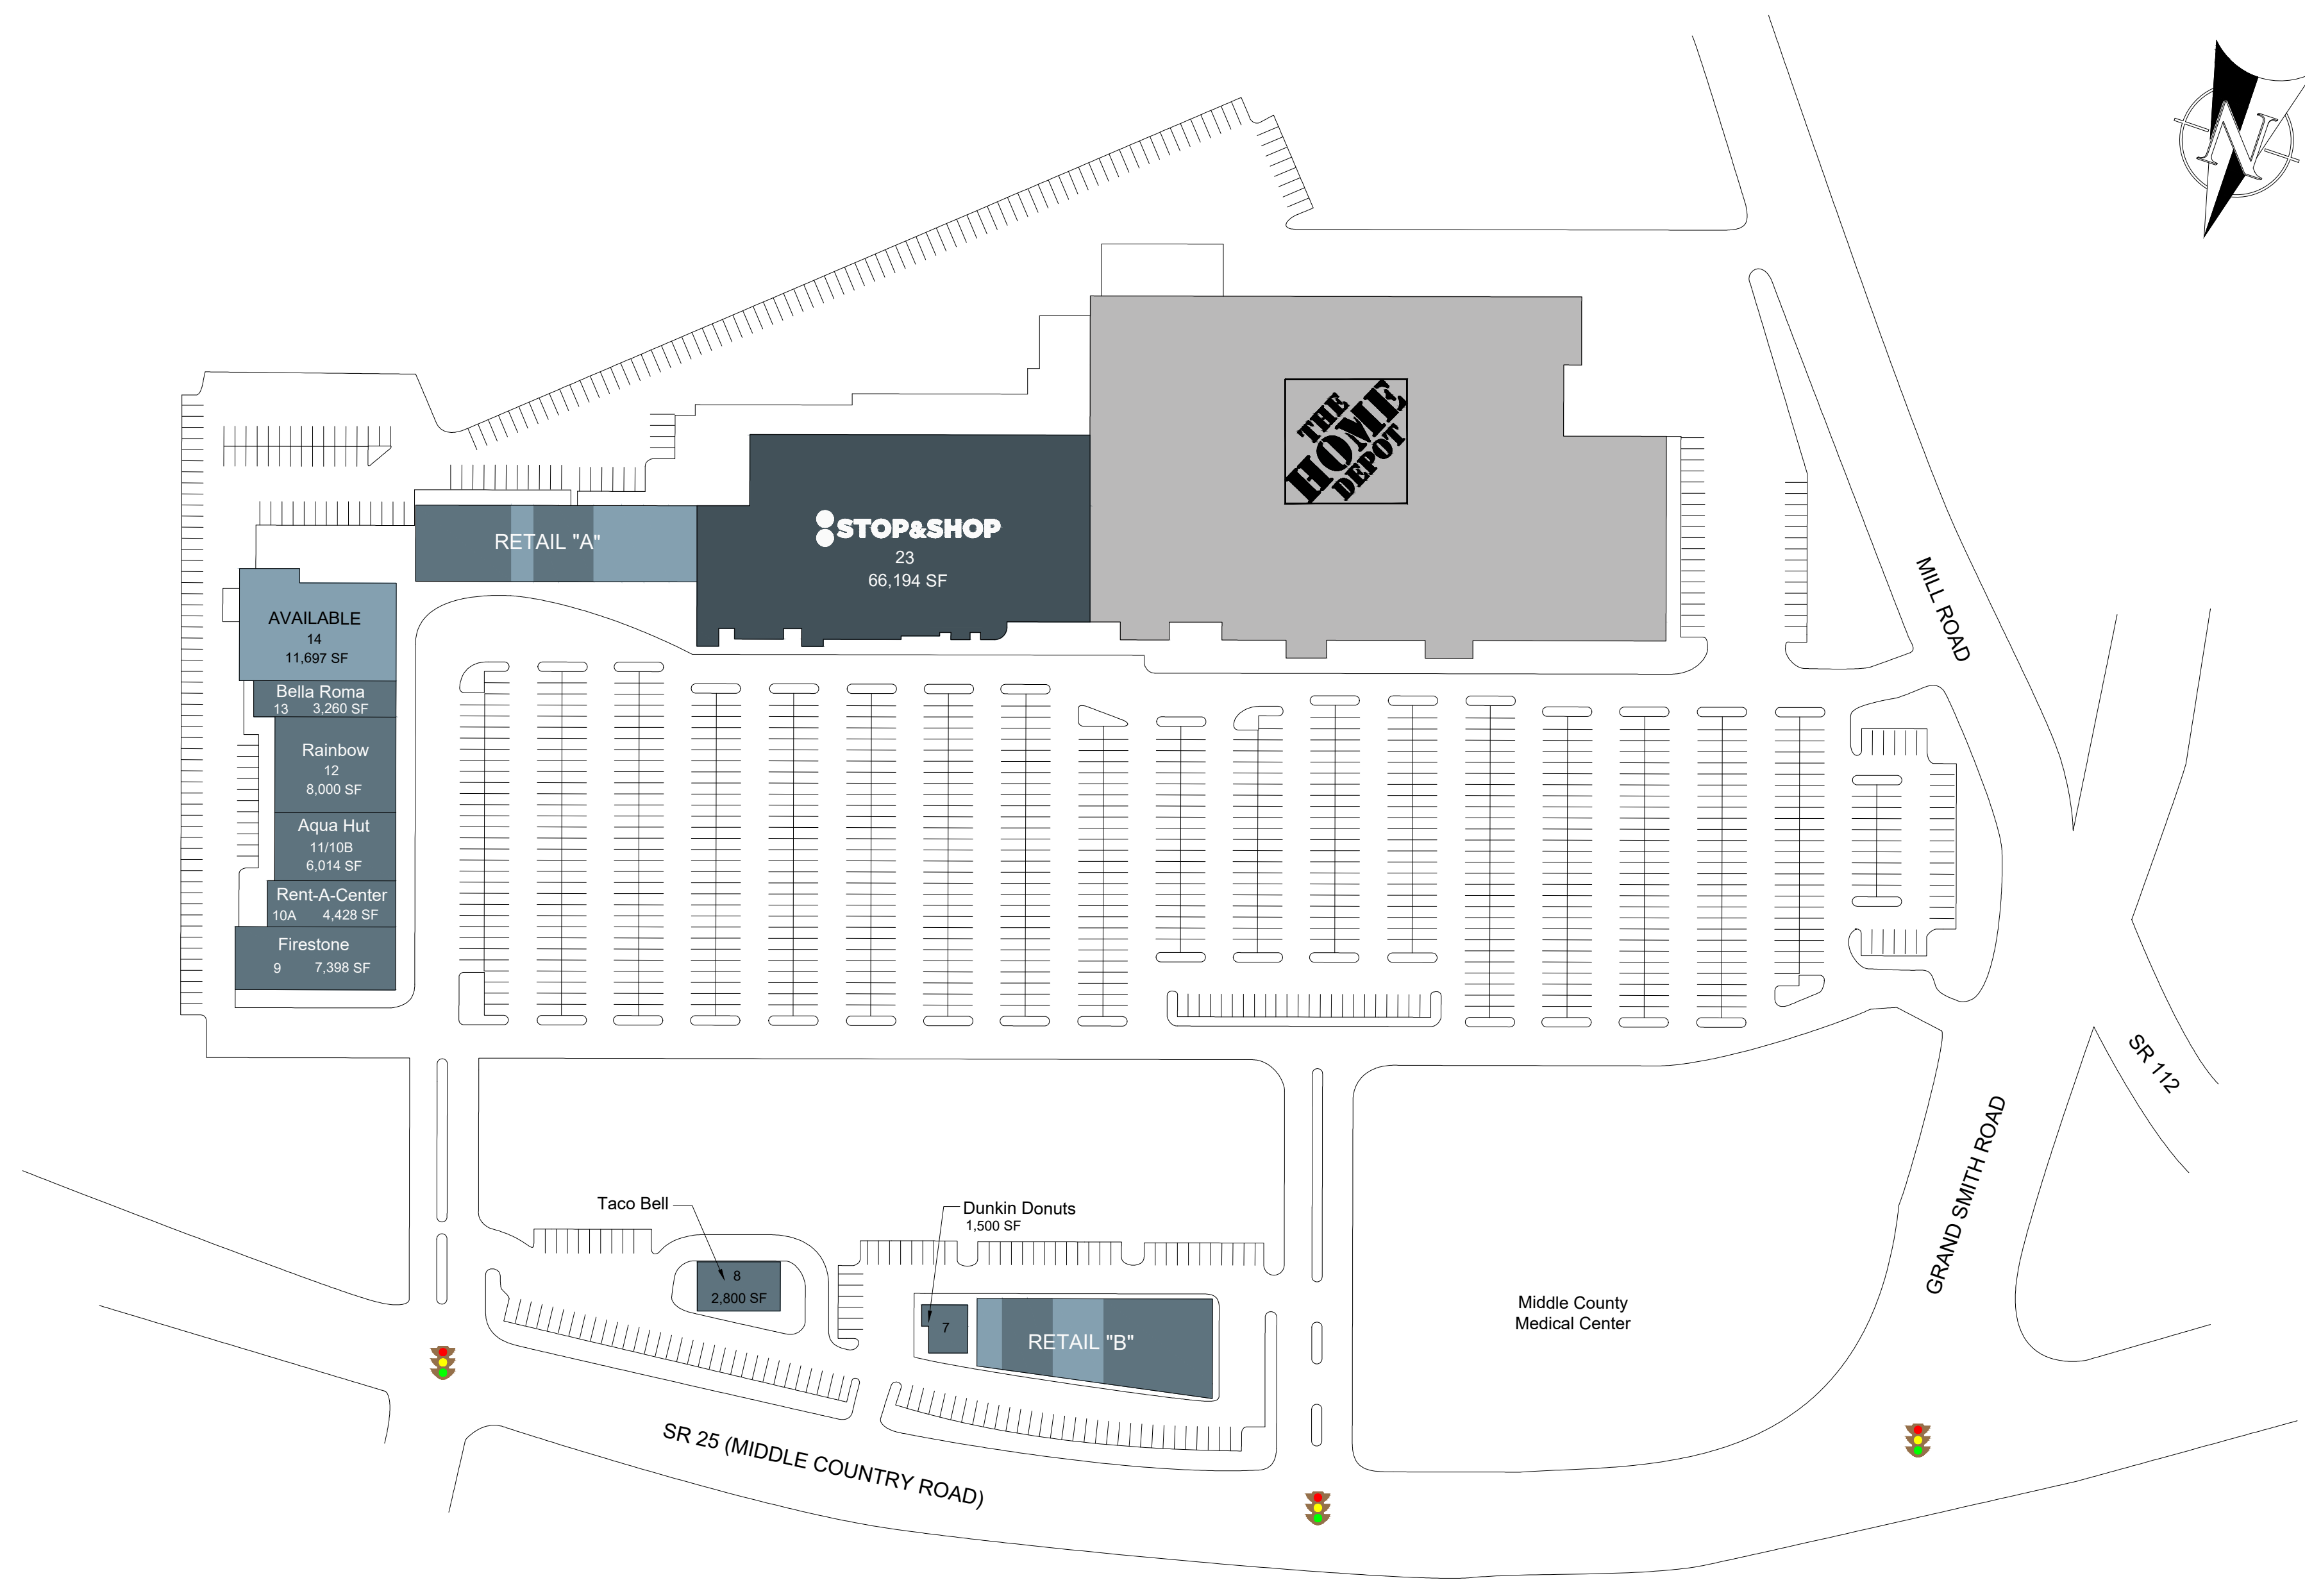 N
THE
HOME
DEPOT
STOP&SHOP
23
66,194 SF
RETAIL "A"
MILL ROAD
AVAILABLE
14
11,697 SF
Bella Roma
13 3,260 SF
Rainbow
12
8,000 SF
Aqua Hut
11/10B
6,014 SF
Rent-A-Center
10A 4,428 SF
Firestone
9 7,398 SF
SR 112
GRAND SMITH ROAD
Taco Bell
8
2,800 SF
Dunkin Donuts
1,500 SF
7
RETAIL "B"
Middle County
Medical Center
SR 25 (MIDDLE COUNTRY ROAD)